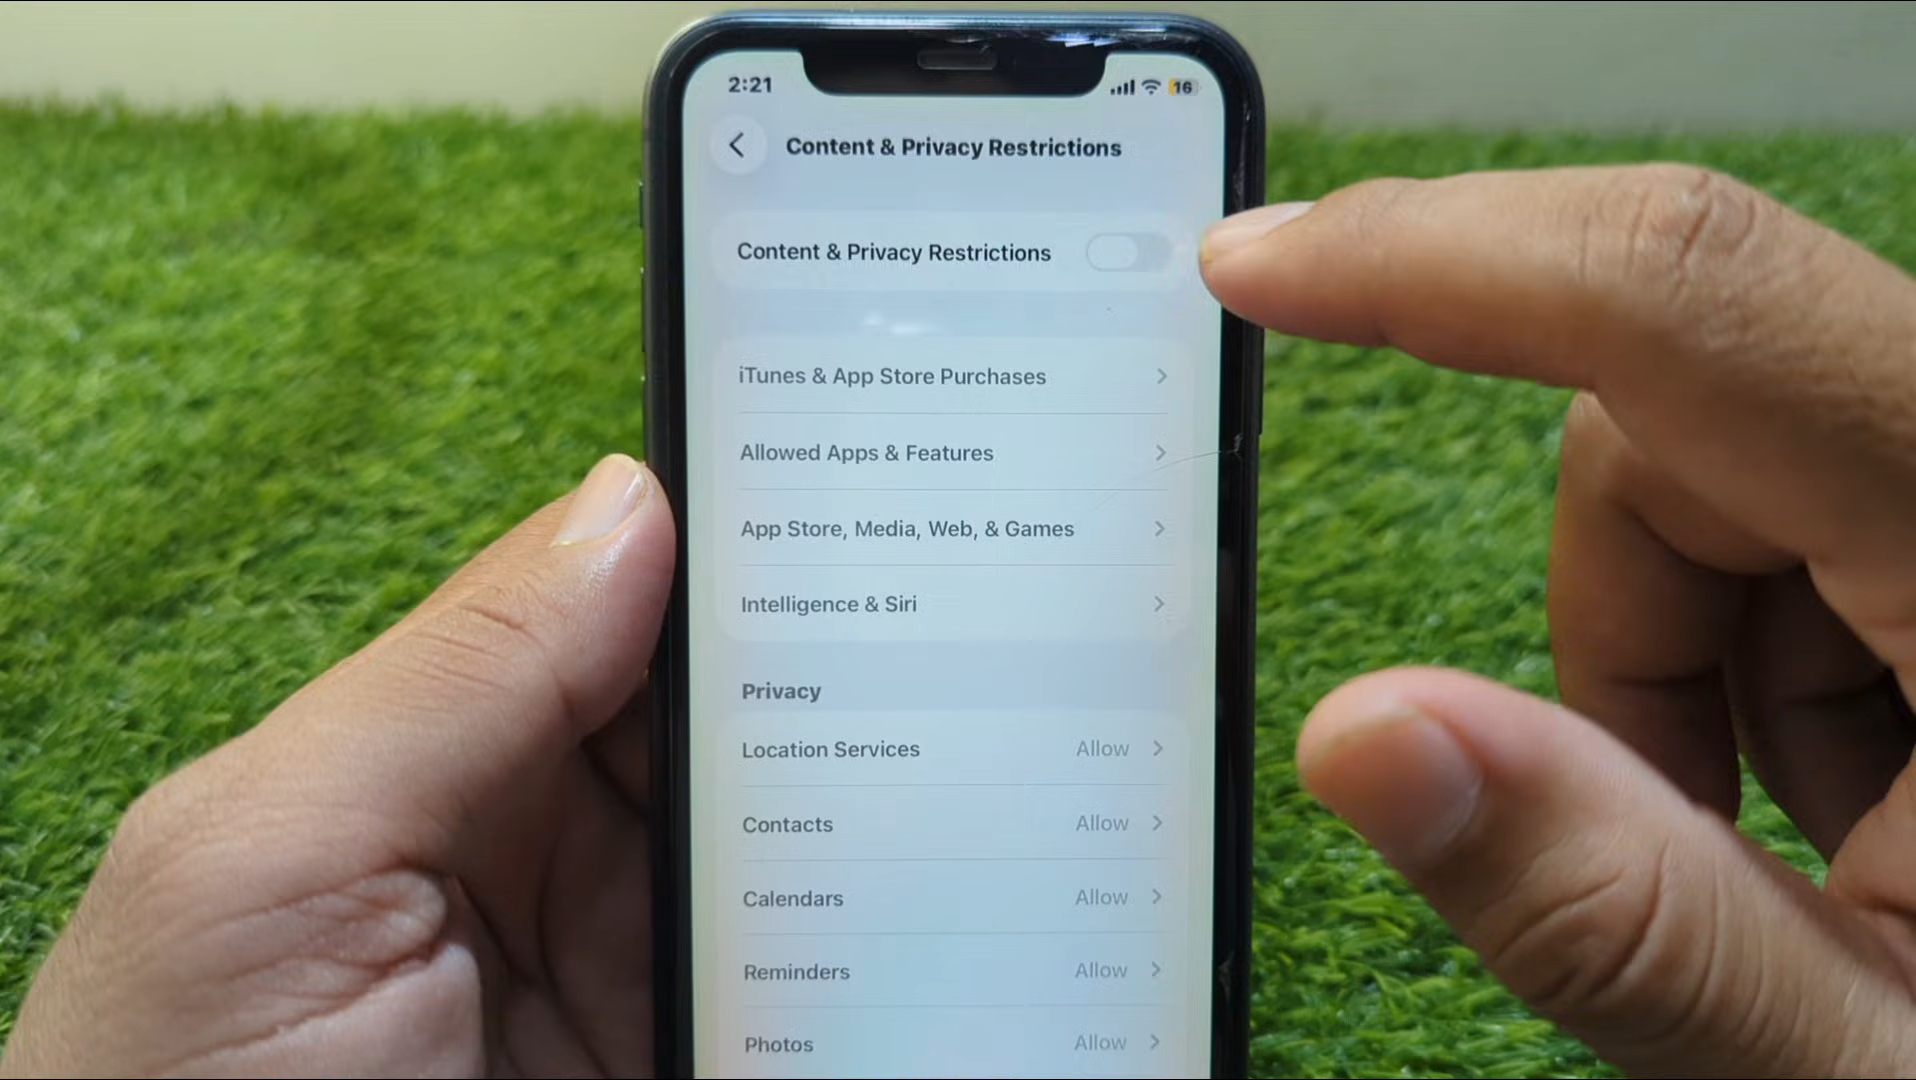 2:21
16
Content & Privacy Restrictions
Content & Privacy Restrictions
iTunes & App Store Purchases
Allowed Apps & Features
App Store, Media, Web, & Games
Intelligence & Siri
Privacy
Location Services Allow
Contacts Allow
Calendars Allow
Reminders Allow
Photos Allow